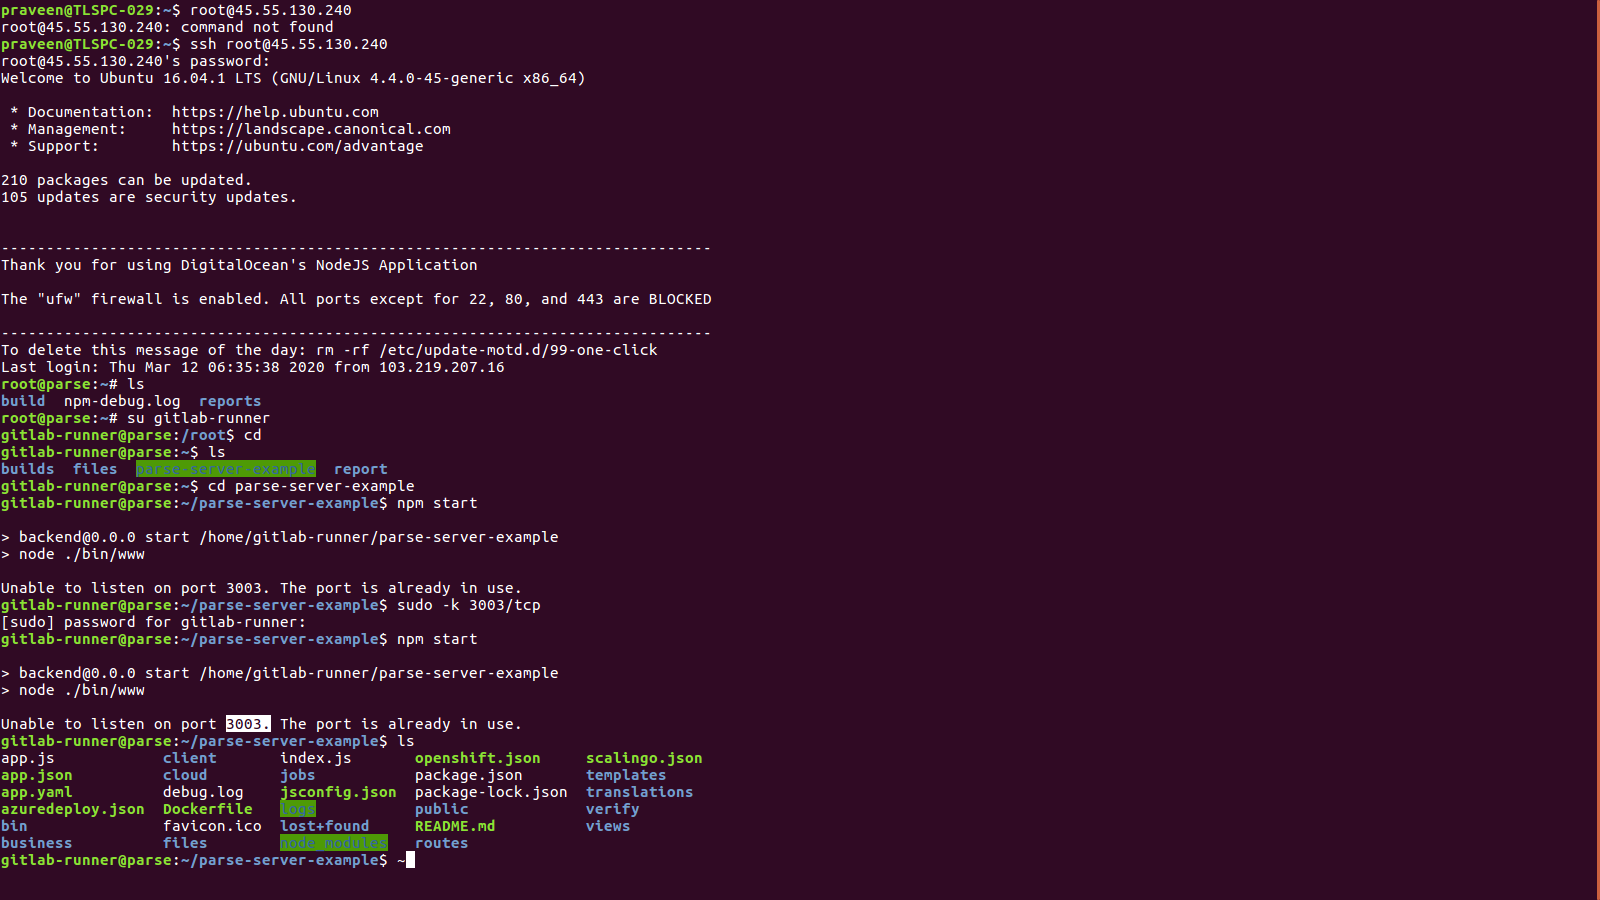 praveen@TLSPC-029:~$ root@45.55.130.240
root@45.55.130.240: command not found
praveen@TLSPC-029:~$ ssh root@45.55.130.240
root@45.55.130.240's password:
Welcome to Ubuntu 16.04.1 LTS (GNU/Linux 4.4.0-45-generic x86_64)
* Documentation:  https://help.ubuntu.com
* Management:     https://landscape.canonical.com
* Support:        https://ubuntu.com/advantage
210 packages can be updated.
105 updates are security updates.
-------------------------------------------------------------------------------
Thank you for using DigitalOcean's NodeJS Application
The "ufw" firewall is enabled. All ports except for 22, 80, and 443 are BLOCKED
-------------------------------------------------------------------------------
To delete this message of the day: rm -rf /etc/update-motd.d/99-one-click
Last login: Thu Mar 12 06:35:38 2020 from 103.219.207.16
root@parse:~# ls
build  npm-debug.log  reports
root@parse:~# su gitlab-runner
gitlab-runner@parse:/root$ cd
gitlab-runner@parse:~$ ls
builds  files  parse-server-example  report
gitlab-runner@parse:~$ cd parse-server-example
gitlab-runner@parse:~/parse-server-example$ npm start
> backend@0.0.0 start /home/gitlab-runner/parse-server-example
> node ./bin/www
Unable to listen on port 3003. The port is already in use.
gitlab-runner@parse:~/parse-server-example$ sudo -k 3003/tcp
[sudo] password for gitlab-runner:
gitlab-runner@parse:~/parse-server-example$ npm start
> backend@0.0.0 start /home/gitlab-runner/parse-server-example
> node ./bin/www
Unable to listen on port 3003. The port is already in use.
gitlab-runner@parse:~/parse-server-example$ ls
app.js            client       index.js       openshift.json     scalingo.json
app.json          cloud        jobs           package.json       templates
app.yaml          debug.log    jsconfig.json  package-lock.json  translations
azuredeploy.json  Dockerfile   logs           public             verify
bin               favicon.ico  lost+found     README.md          views
business          files        node_modules   routes
gitlab-runner@parse:~/parse-server-example$ ~